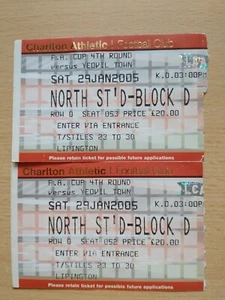 Charlton Athletic Football Club
F.A. CUP 4TH ROUND
VERSUS YEOVIL TOWN
SAT 29JAN2005 K.O.03:00PM
NORTH ST'D-BLOCK D
ROW O SEAT 053 PRICE £20.00
ENTER VIA ENTRANCE
T/STILES 23 TO 30
LIPINGTON
Please retain ticket for possible future applications
Charlton Athletic Football Club
F.A. CUP 4TH ROUND
VERSUS YEOVIL TOWN
SAT 29JAN2005 K.O.03:00PM
NORTH ST'D-BLOCK D
ROW O SEAT 052 PRICE £20.00
ENTER VIA ENTRANCE
T/STILES 23 TO 30
LIPINGTON
Please retain ticket for possible future applications